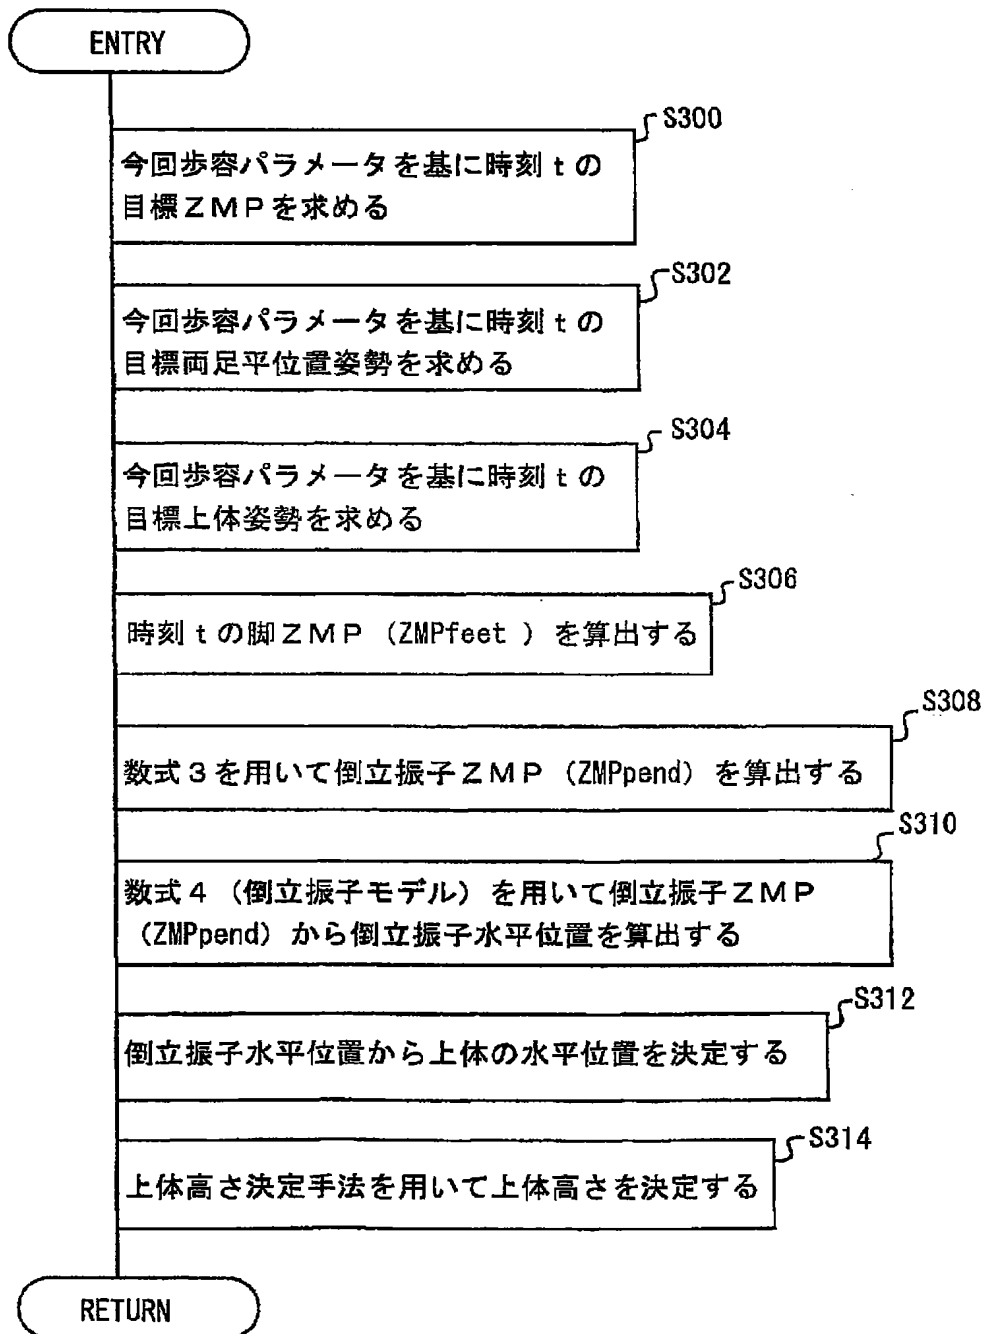 ENTRY
S300
今回歩容パラメータを基に時刻tの
目標ZMPを求める
S302
今回歩容パラメータを基に時刻tの
目標両足平位置姿勢を求める
S304
今回歩容パラメータを基に時刻tの
目標上体姿勢を求める
S306
時刻tの脚ZMP(ZMPfeet )を算出する
S308
数式3を用いて倒立振子ZMP(ZMPpend)を算出する
S310
数式4(倒立振子モデル)を用いて倒立振子ZMP
(ZMPpend)から倒立振子水平位置を算出する
S312
倒立振子水平位置から上体の水平位置を決定する
S314
上体高さ決定手法を用いて上体高さを決定する
RETURN